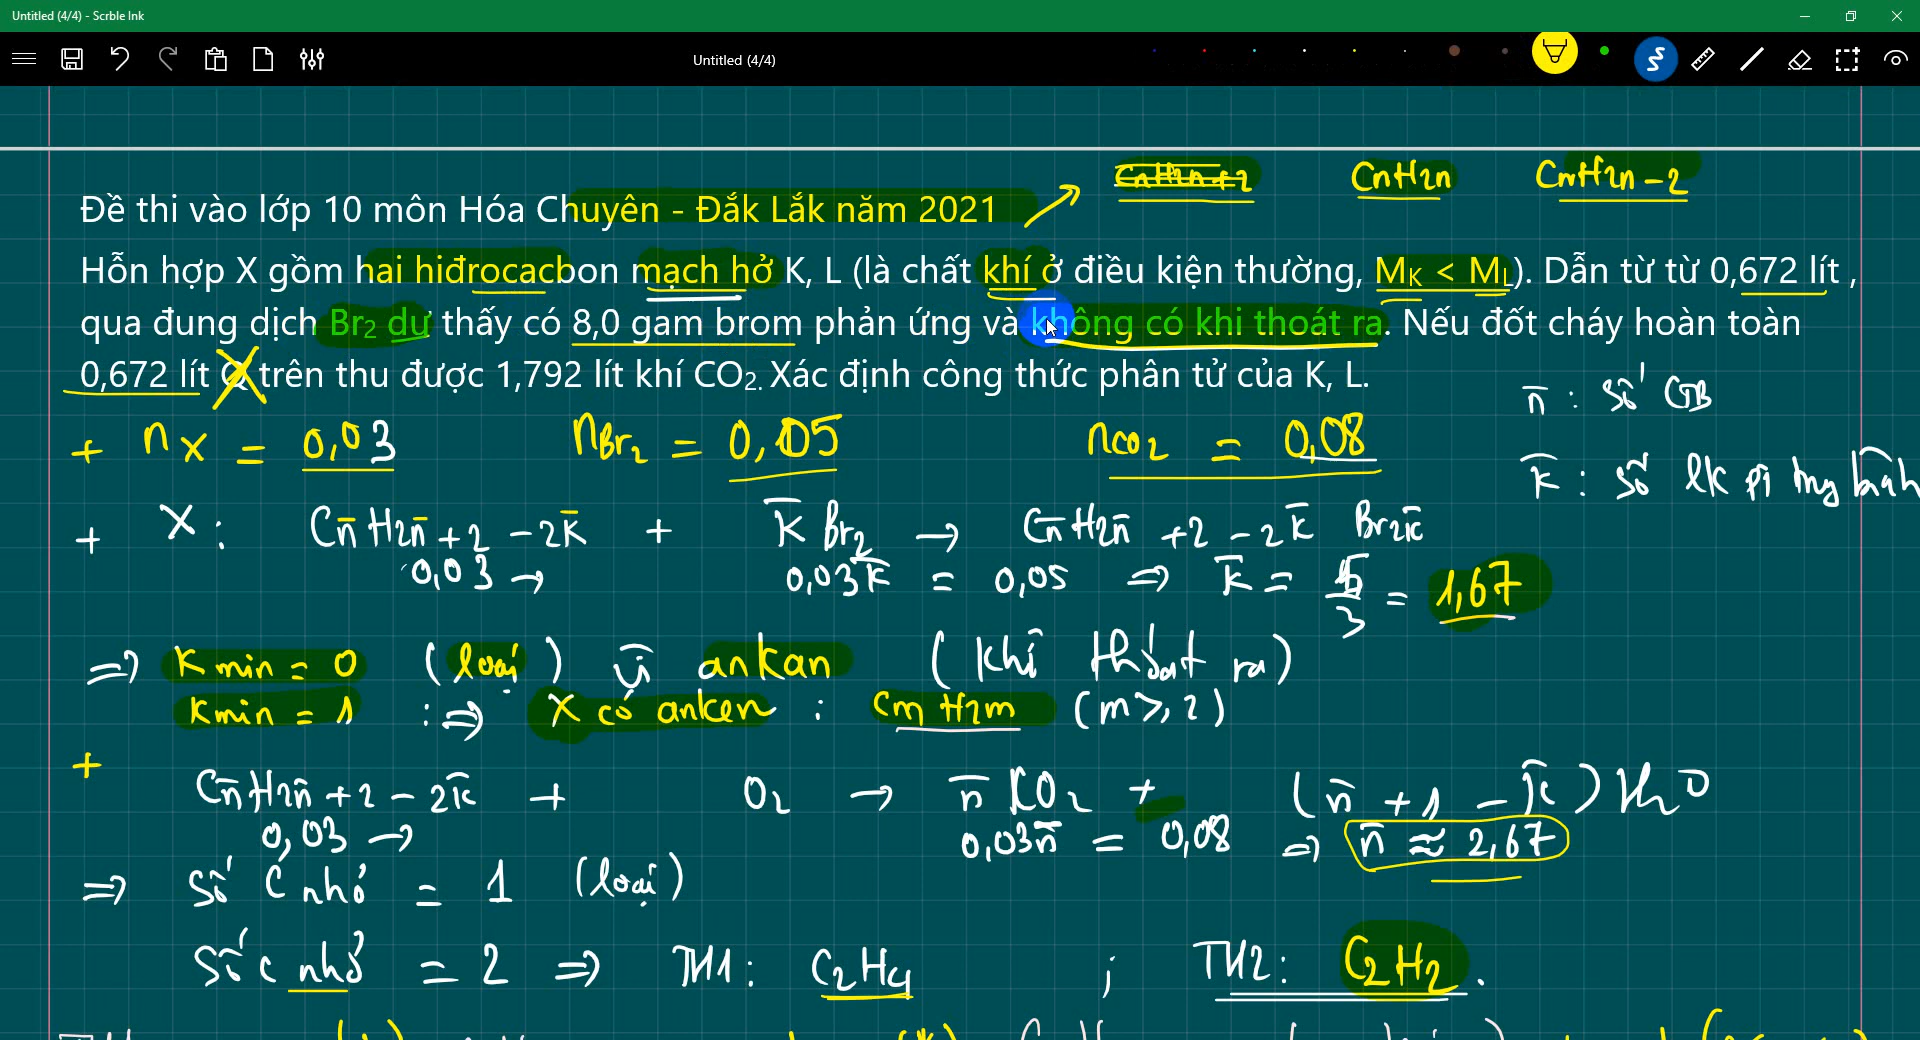 Untitled (4/4) - Scrble Ink
Untitled (4/4)
CnH2n+2 CnH2n CnH2n-2
Đề thi vào lớp 10 môn Hóa Chuyên - Đắk Lắk năm 2021
Hỗn hợp X gồm hai hiđrocacbon mạch hở K, L (là chất khí ở điều kiện thường, MK < ML). Dẫn từ từ 0,672 lít ,
qua đung dịch Br2 dư thấy có 8,0 gam brom phản ứng và không có khi thoát ra. Nếu đốt cháy hoàn toàn
0,672 lít Q X trên thu được 1,792 lít khí CO2. Xác định công thức phân tử của K, L.
n̄ : số GB
+ nX = 0,03 nBr2 = 0,05 nCO2 = 0,08
k̄ : số lk pi trung bình
+ X : Cn̄H2n̄+2-2k̄ + k̄ Br2 → Cn̄H2n̄+2-2k̄ Br2k̄
0,03 → 0,03k̄ = 0,05 ⇒ k̄ = 5/3 = 1,67
⇒ kmin = 0 (loại) vì ankan (khí thoát ra)
kmin = 1 : ⇒ X có anken : CmH2m (m≥2)
+ Cn̄H2n̄+2-2k̄ + O2 → n̄ CO2 + (n̄+1-k̄) H2O
0,03 → 0,03n̄ = 0,08 ⇒ n̄ ≈ 2,67
⇒ Số C nhỏ = 1 (loại)
Số C nhỏ = 2 ⇒ TH1: C2H4 ; TH2: C2H2.